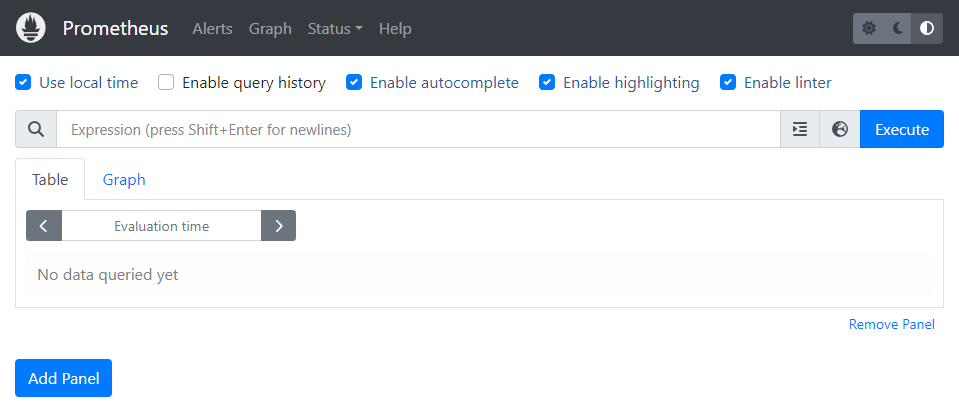 Prometheus Alerts Graph Status Help
Use local time Enable query history Enable autocomplete Enable highlighting Enable linter
Expression (press Shift+Enter for newlines) Execute
Table Graph
Evaluation time
No data queried yet
Remove Panel
Add Panel